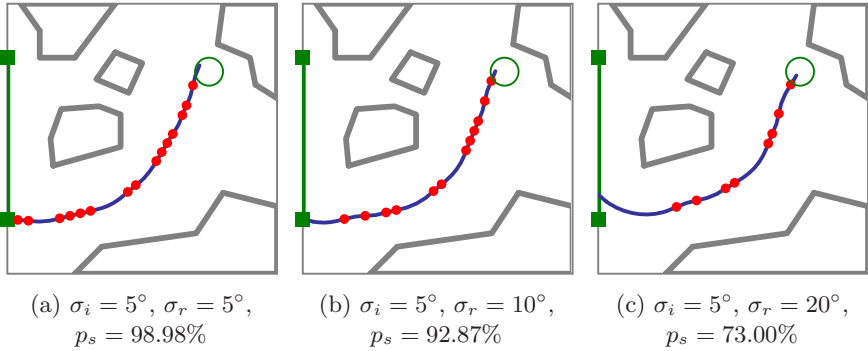 (a) σᵢ = 5°, σᵣ = 5°,
pₛ = 98.98%
(b) σᵢ = 5°, σᵣ = 10°,
pₛ = 92.87%
(c) σᵢ = 5°, σᵣ = 20°,
pₛ = 73.00%